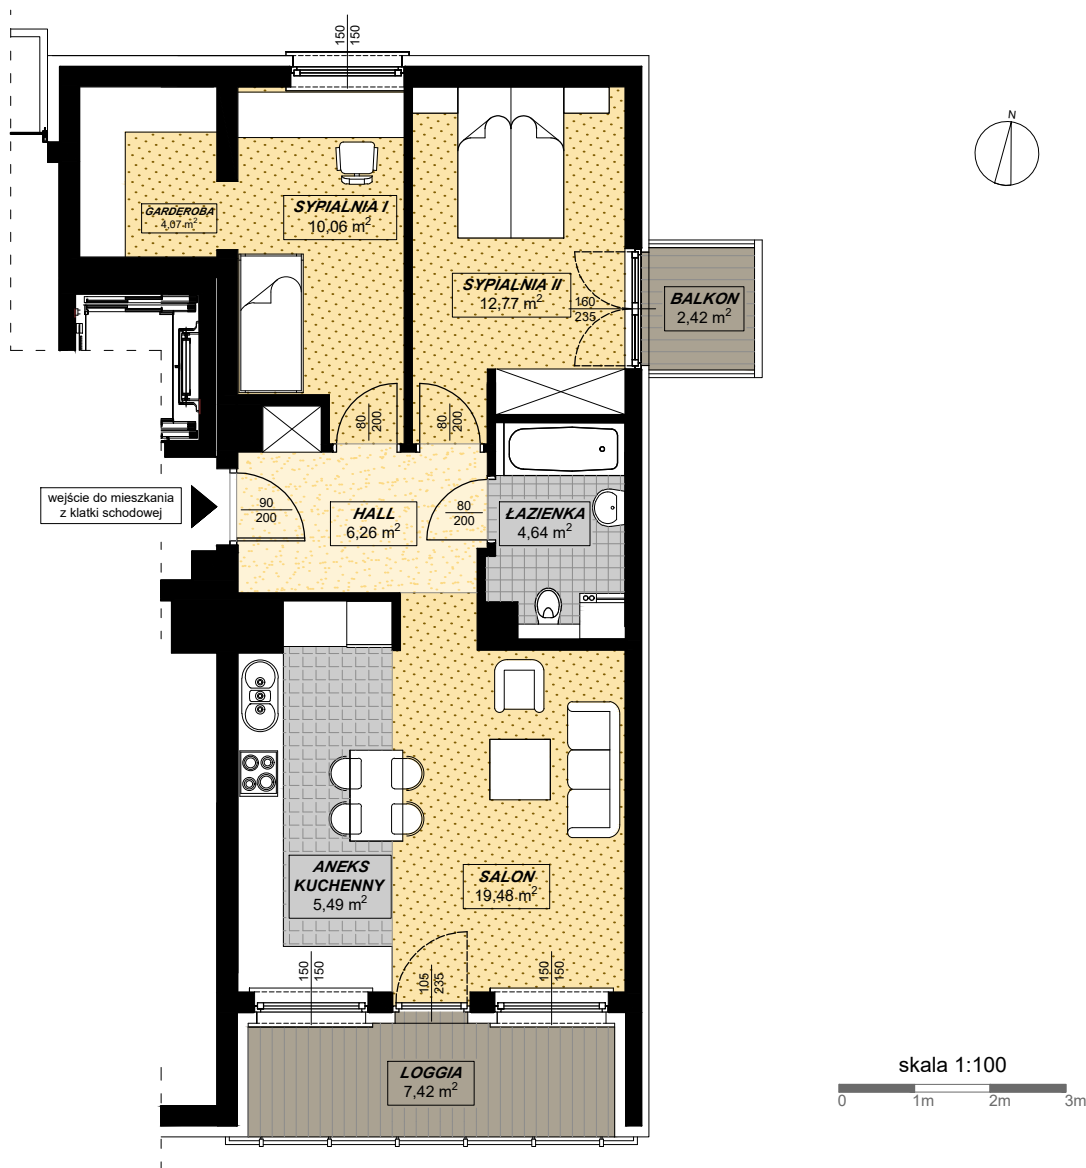 150
150
N
GARDEROBA
4,07 m²
SYPIALNIA I
10,06 m²
SYPIALNIA II
12,77 m²
160
235
BALKON
2,42 m²
80
200
80
200
wejście do mieszkania
z klatki schodowej
90
200
HALL
6,26 m²
80
200
ŁAZIENKA
4,64 m²
ANEKS
KUCHENNY
5,49 m²
SALON
19,48 m²
150
150
105
235
150
150
LOGGIA
7,42 m²
skala 1:100
0 1m 2m 3m